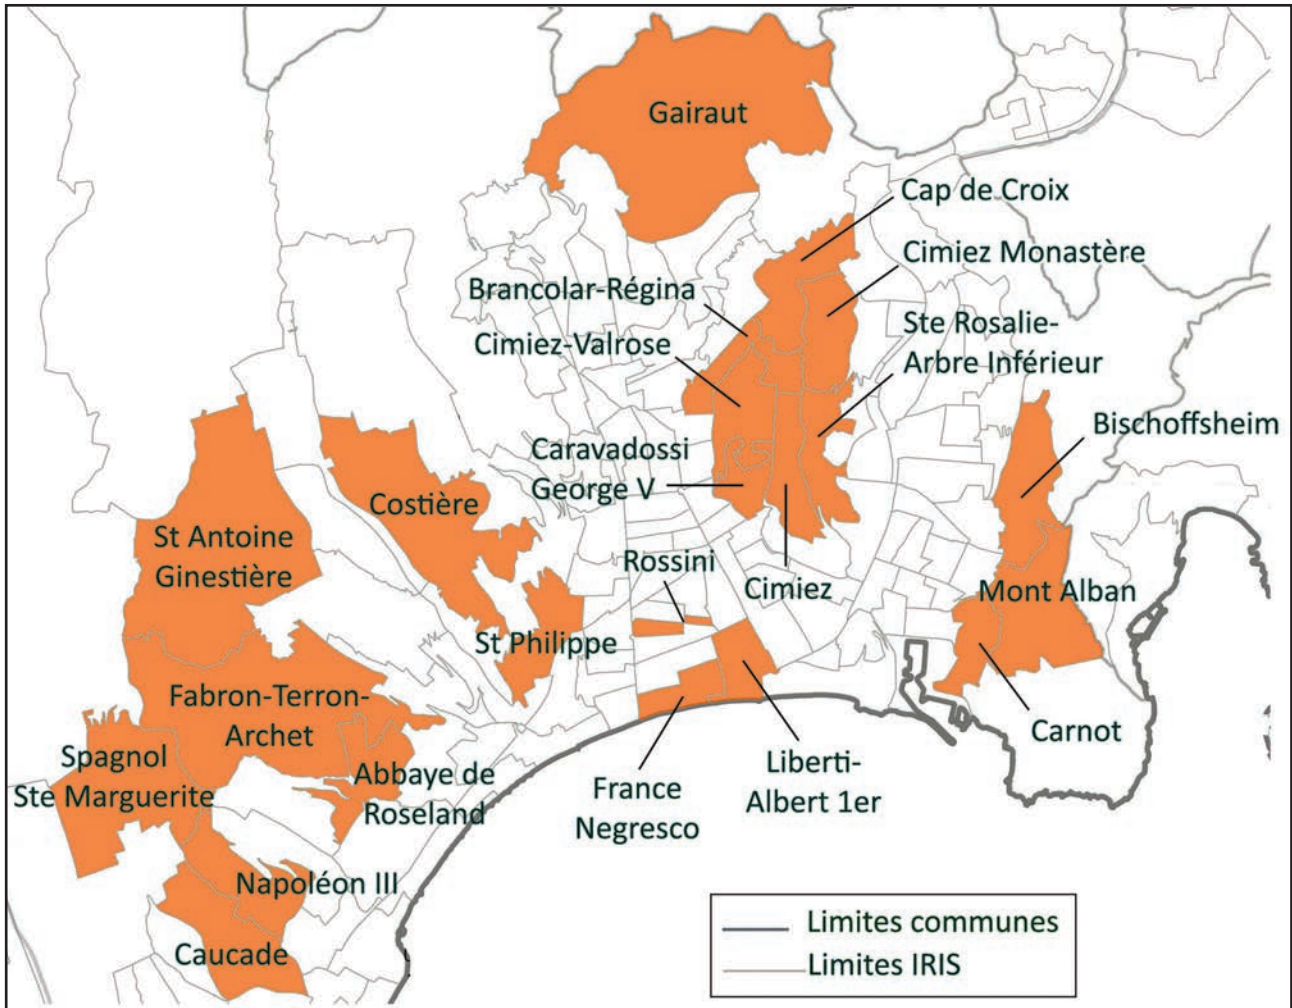 Gairaut
Cap de Croix
Cimiez Monastère
Brancolar-Régina
Cimiez-Valrose
Ste Rosalie-
Arbre Inférieur
Bischoffsheim
Caravadossi
George V
Costière
St Antoine
Ginestière
Rossini
Cimiez
Mont Alban
St Philippe
Fabron-Terron-
Archet
Carnot
Spagnol
Ste Marguerite
Abbaye de
Roseland
France
Negresco
Liberti-
Albert 1er
Napoléon III
Caucade
Limites communes
Limites IRIS